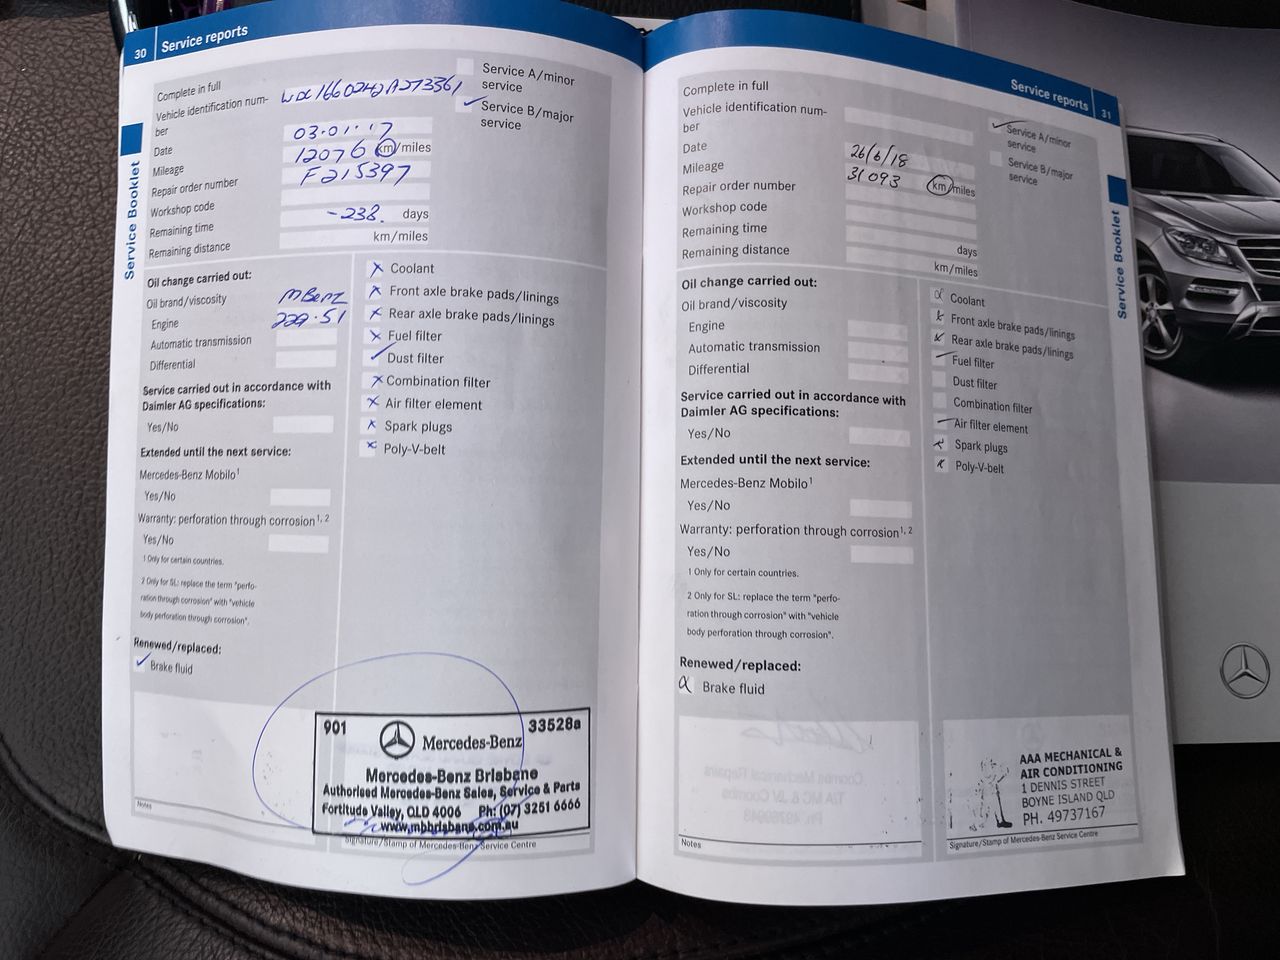 30 Service reports
Complete in full
Vehicle identification num-
ber
WDC1660242A273361
Date
03.01.17
Mileage
12076 km/miles
Repair order number
F215397
Workshop code
Remaining time
-238. days
Remaining distance
km/miles
Service A/minor
service
Service B/major
service
Service Booklet
Oil change carried out:
Oil brand/viscosity
MBenz
Engine
229.51
Automatic transmission
Differential
Service carried out in accordance with
Daimler AG specifications:
Yes/No
Extended until the next service:
Mercedes-Benz Mobilo1
Yes/No
Warranty: perforation through corrosion1, 2
Yes/No
1 Only for certain countries.
2 Only for SL: replace the term "perfo-
ration through corrosion" with "vehicle
body perforation through corrosion".
Renewed/replaced:
Brake fluid
Coolant
Front axle brake pads/linings
Rear axle brake pads/linings
Fuel filter
Dust filter
Combination filter
Air filter element
Spark plugs
Poly-V-belt
901 33528a
Mercedes-Benz
Mercedes-Benz Brisbane
Authorised Mercedes-Benz Sales, Service & Parts
Fortitude Valley, QLD 4006 Ph: (07) 3251 6666
www.mbbrisbane.com.au
Notes
Signature/Stamp of Mercedes-Benz Service Centre
Service reports 31
Complete in full
Vehicle identification num-
ber
Date
26/6/18
Mileage
31093 km/miles
Repair order number
Workshop code
Remaining time
days
Remaining distance
km/miles
Service A/minor
service
Service B/major
service
Service Booklet
Oil change carried out:
Oil brand/viscosity
Engine
Automatic transmission
Differential
Service carried out in accordance with
Daimler AG specifications:
Yes/No
Extended until the next service:
Mercedes-Benz Mobilo1
Yes/No
Warranty: perforation through corrosion1, 2
Yes/No
1 Only for certain countries.
2 Only for SL: replace the term "perfo-
ration through corrosion" with "vehicle
body perforation through corrosion".
Renewed/replaced:
Brake fluid
Coolant
Front axle brake pads/linings
Rear axle brake pads/linings
Fuel filter
Dust filter
Combination filter
Air filter element
Spark plugs
Poly-V-belt
AAA MECHANICAL &
AIR CONDITIONING
1 DENNIS STREET
BOYNE ISLAND QLD
PH. 49737167
Notes
Signature/Stamp of Mercedes-Benz Service Centre